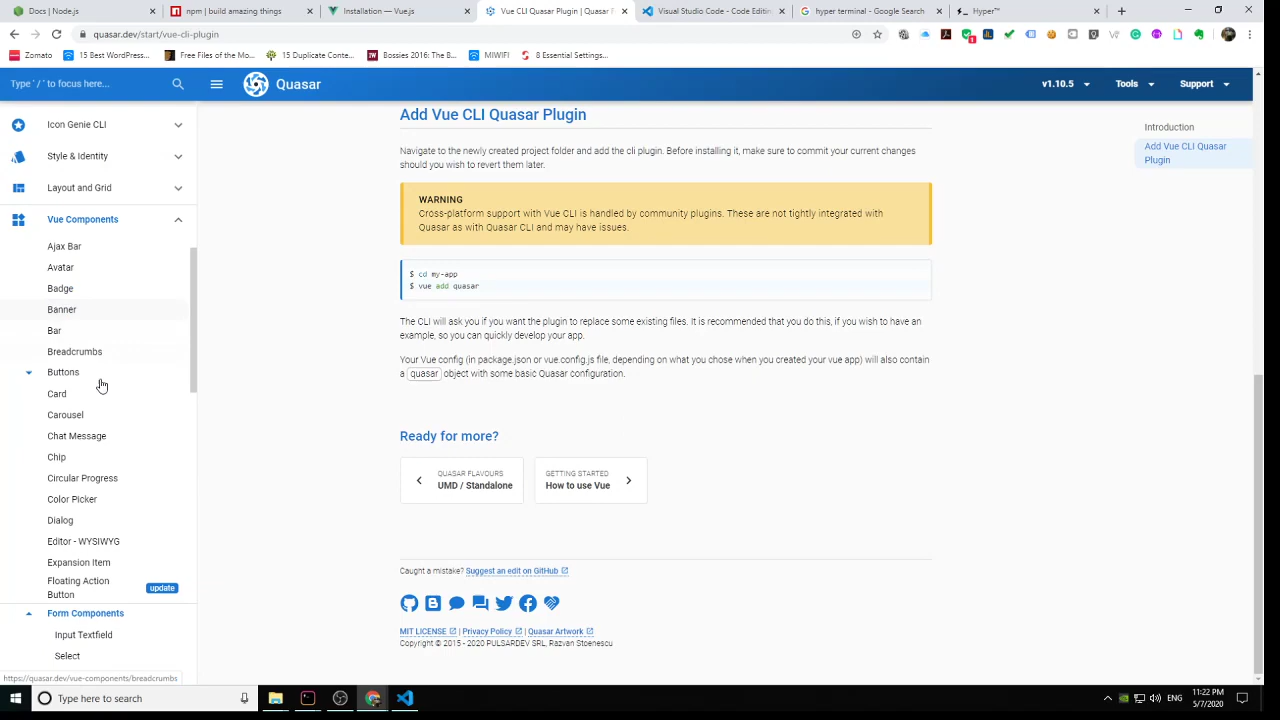 Docs | Node.js
npm | build amazing things
Installation — Vue.js
Vue CLI Quasar Plugin | Quasar F
Visual Studio Code - Code Editin
hyper terminal - Google Search
Hyper™
quasar.dev/start/vue-cli-plugin
Zomato
15 Best WordPress...
Free Files of the Mo...
15 Duplicate Conte...
Bossies 2016: The B...
MIWIFI
8 Essential Settings...
Type ` / ` to focus here...
Quasar
v1.10.5
Tools
Support
Icon Genie CLI
Style & Identity
Layout and Grid
Vue Components
Ajax Bar
Avatar
Badge
Banner
Bar
Breadcrumbs
Buttons
Card
Carousel
Chat Message
Chip
Circular Progress
Color Picker
Dialog
Editor - WYSIWYG
Expansion Item
Floating Action
Button
update
Form Components
Input Textfield
Select
https://quasar.dev/vue-components/breadcrumbs
Add Vue CLI Quasar Plugin
Navigate to the newly created project folder and add the cli plugin. Before installing it, make sure to commit your current changes
should you wish to revert them later.
WARNING
Cross-platform support with Vue CLI is handled by community plugins. These are not tightly integrated with
Quasar as with Quasar CLI and may have issues.
$ cd my-app
$ vue add quasar
The CLI will ask you if you want the plugin to replace some existing files. It is recommended that you do this, if you wish to have an
example, so you can quickly develop your app.
Your Vue config (in package.json or vue.config.js file, depending on what you chose when you created your vue app) will also contain
a quasar object with some basic Quasar configuration.
Ready for more?
QUASAR FLAVOURS
UMD / Standalone
GETTING STARTED
How to use Vue
Caught a mistake? Suggest an edit on GitHub
MIT LICENSE | Privacy Policy | Quasar Artwork
Copyright © 2015 - 2020 PULSARDEV SRL, Razvan Stoenescu
Introduction
Add Vue CLI Quasar
Plugin
Type here to search
ENG
11:22 PM
5/7/2020